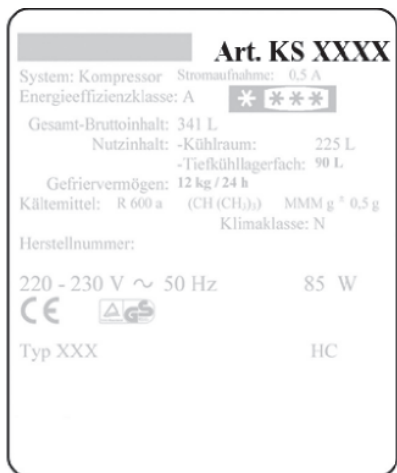 Art. KS XXXX
System: Kompressor Stromaufnahme: 0,5 A
Energieeffizienzklasse: A
Gesamt-Bruttoinhalt: 341 L
Nutzinhalt: -Kühlraum: 225 L
-Tiefkühllagerfach: 90 L
Gefriervermögen: 12 kg / 24 h
Kältemittel: R 600 a (CH (CH₃)₃) MMM g ± 0,5 g
Klimaklasse: N
Herstellnummer:
220 - 230 V ~ 50 Hz 85 W
CE GS
Typ XXX HC